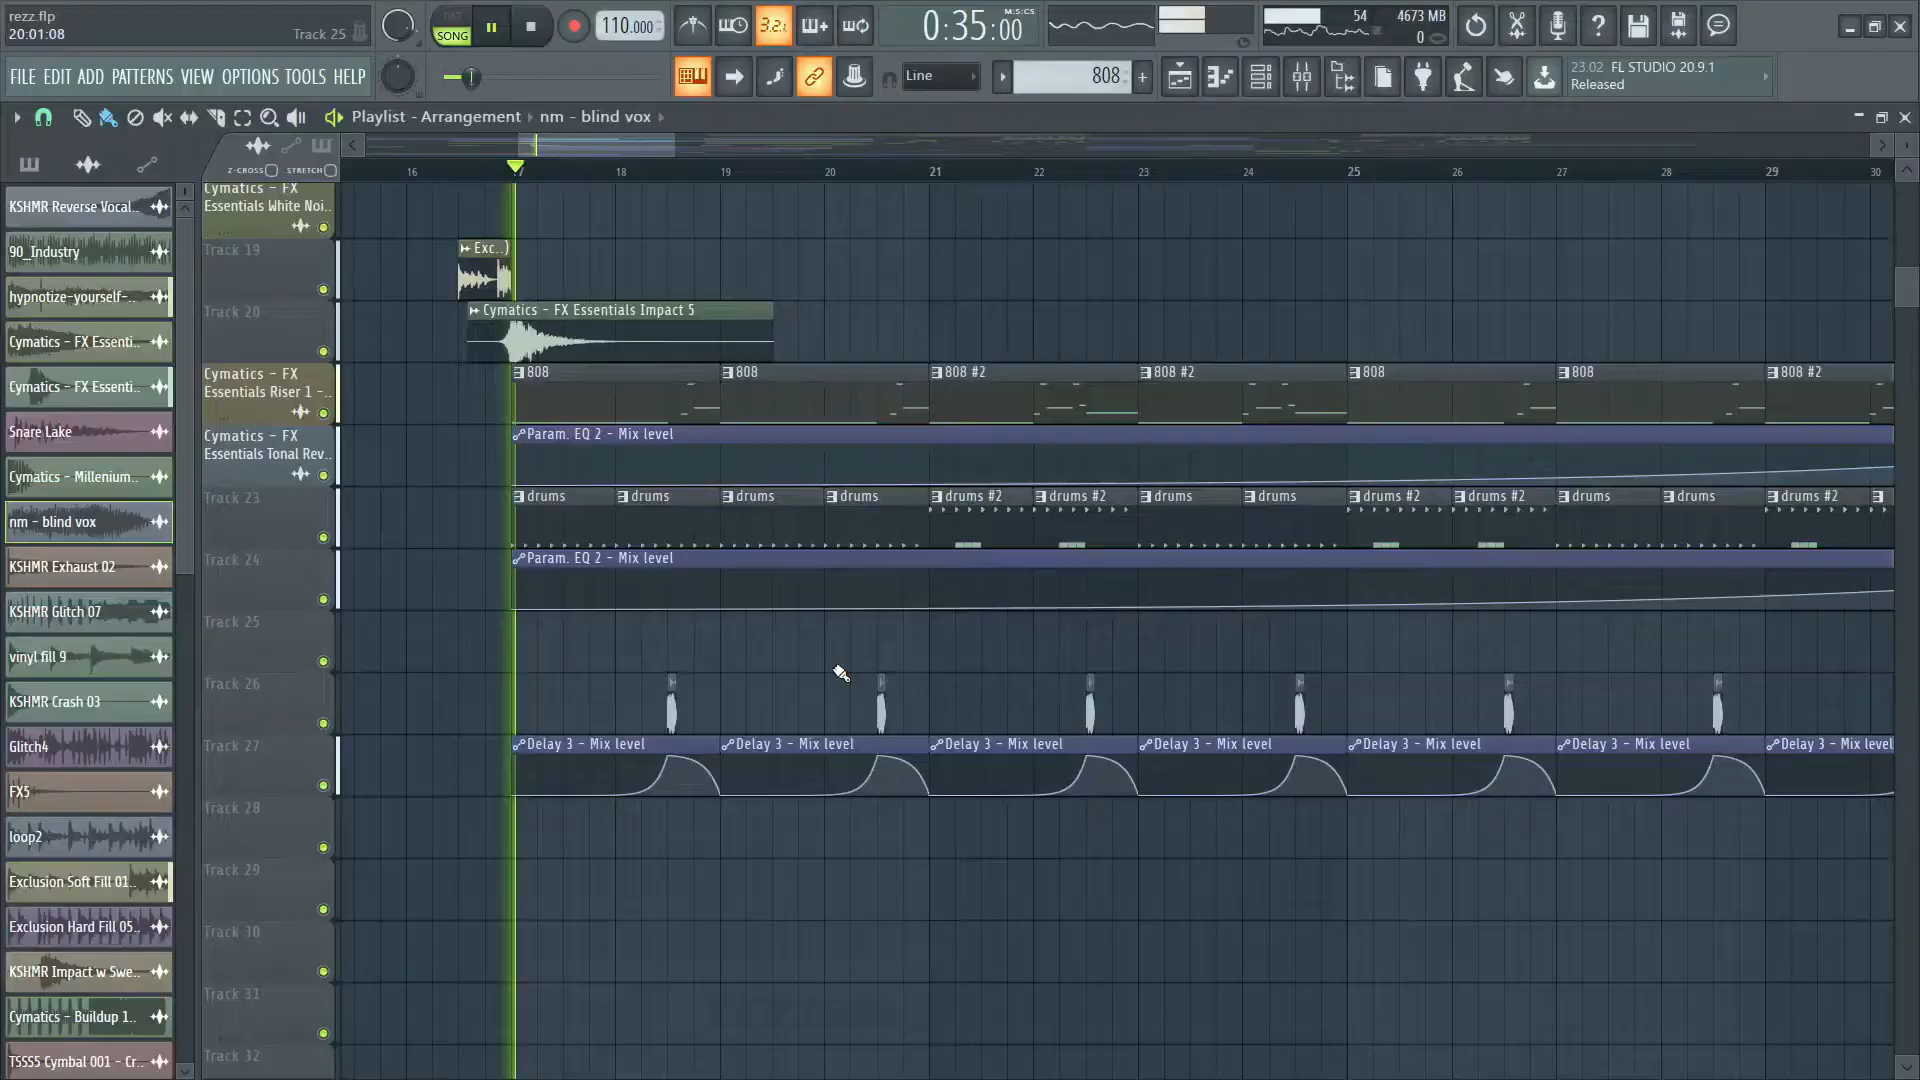 rezz.flp
20:01:08
Track 25
PAT
SONG
110.000
3.2.1
0:35:00
M:S:CS
54
4673 MB
0
FILE EDIT ADD PATTERNS VIEW OPTIONS TOOLS HELP
Line
808
23.02 FL STUDIO 20.9.1
Released
Playlist - Arrangement
nm - blind vox
Z-CROSS
STRETCH
16
17
18
19
20
21
22
23
24
25
26
27
28
29
30
KSHMR Reverse Vocal..
90_Industry
hypnotize-yourself-..
Cymatics - FX Essenti..
Cymatics - FX Essenti..
Snare Lake
Cymatics - Millenium..
nm - blind vox
KSHMR Exhaust 02
KSHMR Glitch 07
vinyl fill 9
KSHMR Crash 03
Glitch4
FX5
loop2
Exclusion Soft Fill 01..
Exclusion Hard Fill 05..
KSHMR Impact w Swe..
Cymatics - Buildup 1..
TSSS5 Cymbal 001 - Cr..
Cymatics - FX
Essentials White Noi..
Track 19
Exc..)
Track 20
Cymatics - FX Essentials Impact 5
Cymatics - FX
Essentials Riser 1 -..
808
808
808 #2
808 #2
808
808
808 #2
Cymatics - FX
Essentials Tonal Rev..
Param. EQ 2 - Mix level
Track 23
drums
drums
drums
drums
drums #2
drums #2
drums
drums
drums #2
drums #2
drums
drums
drums #2
Track 24
Param. EQ 2 - Mix level
Track 25
Track 26
Track 27
Delay 3 - Mix level
Delay 3 - Mix level
Delay 3 - Mix level
Delay 3 - Mix level
Delay 3 - Mix level
Delay 3 - Mix level
Delay 3 - Mix level
Track 28
Track 29
Track 30
Track 31
Track 32